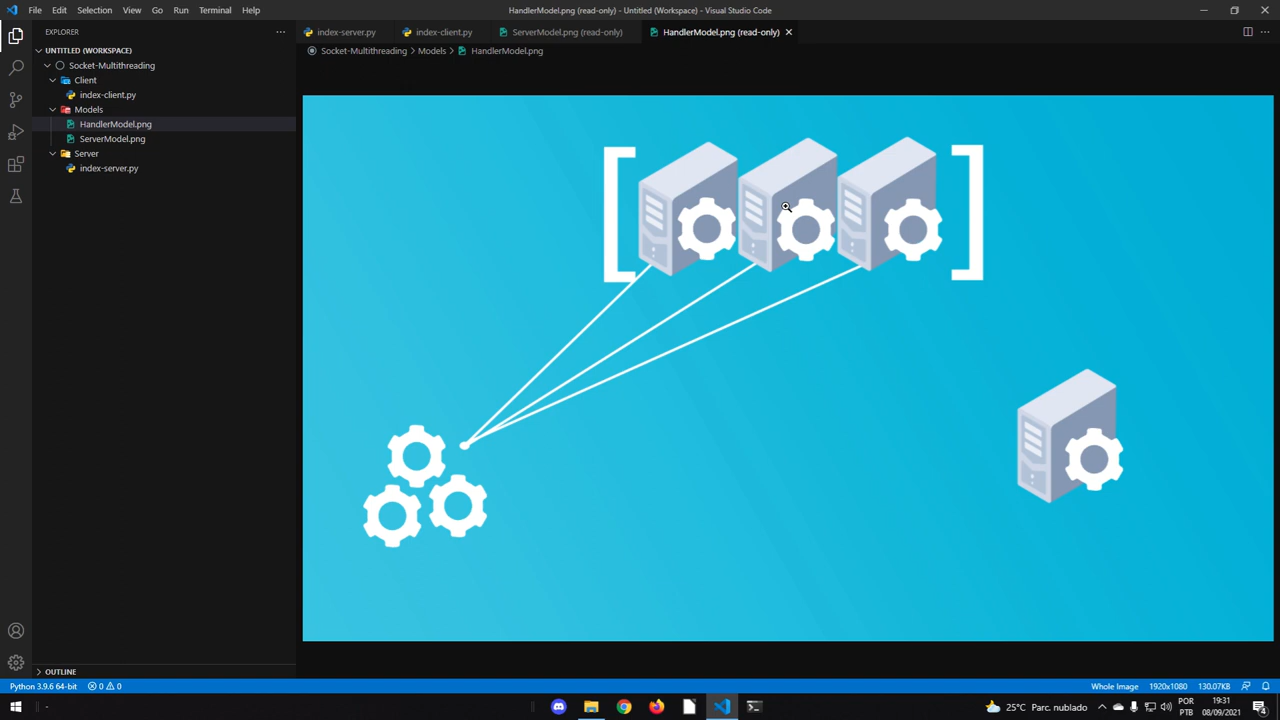 File Edit Selection View Go Run Terminal Help
HandlerModel.png (read-only) - Untitled (Workspace) - Visual Studio Code
EXPLORER
index-server.py
index-client.py
ServerModel.png (read-only)
HandlerModel.png (read-only)
Socket-Multithreading > Models > HandlerModel.png
UNTITLED (WORKSPACE)
Socket-Multithreading
Client
index-client.py
Models
HandlerModel.png
ServerModel.png
Server
index-server.py
OUTLINE
Python 3.9.6 64-bit
0
0
Whole Image
1920x1080
130.07KB
25°C Parc. nublado
POR
PTB
19:31
08/09/2021
4